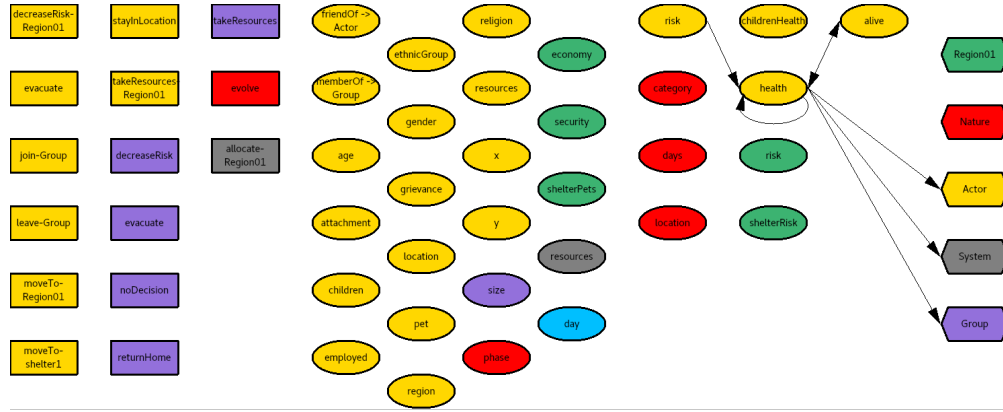 decreaseRisk-
Region01
stayInLocation
takeResources
friendOf ->
Actor
religion
risk
childrenHealth
alive
ethnicGroup
economy
Region01
evacuate
takeResources-
Region01
evolve
memberOf ->
Group
resources
category
health
gender
security
Nature
join-Group
decreaseRisk
allocate-
Region01
age
x
days
risk
grievance
shelterPets
Actor
leave-Group
evacuate
attachment
y
location
shelterRisk
location
resources
System
moveTo-
Region01
noDecision
children
size
pet
day
Group
moveTo-
shelter1
returnHome
employed
phase
region